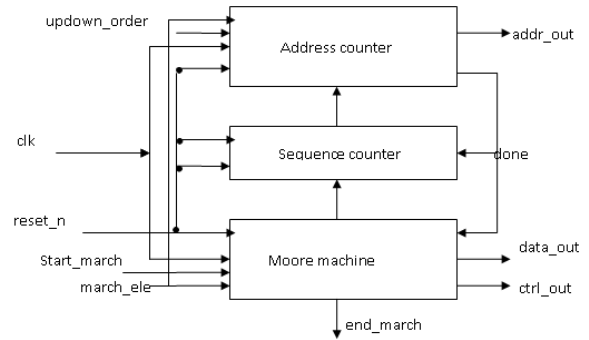 updown_order
Address counter
addr_out
clk
Sequence counter
done
reset_n
Start_march
Moore machine
data_out
march_ele
ctrl_out
end_march